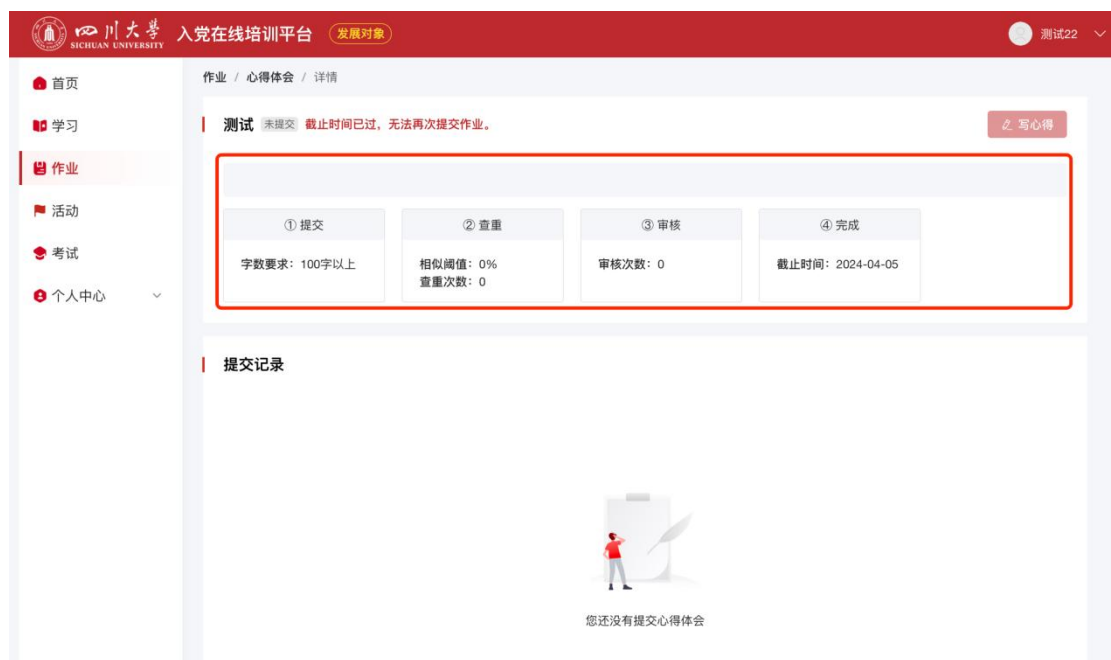 四川大学 SICHUAN UNIVERSITY 入党在线培训平台 发展对象 测试22
首页
学习
作业
活动
考试
个人中心
作业 / 心得体会 / 详情
测试 未提交 截止时间已过，无法再次提交作业。 写心得
① 提交 ② 查重 ③ 审核 ④ 完成
字数要求：100字以上 相似阈值：0% 审核次数：0 截止时间：2024-04-05
查重次数：0
提交记录
您还没有提交心得体会